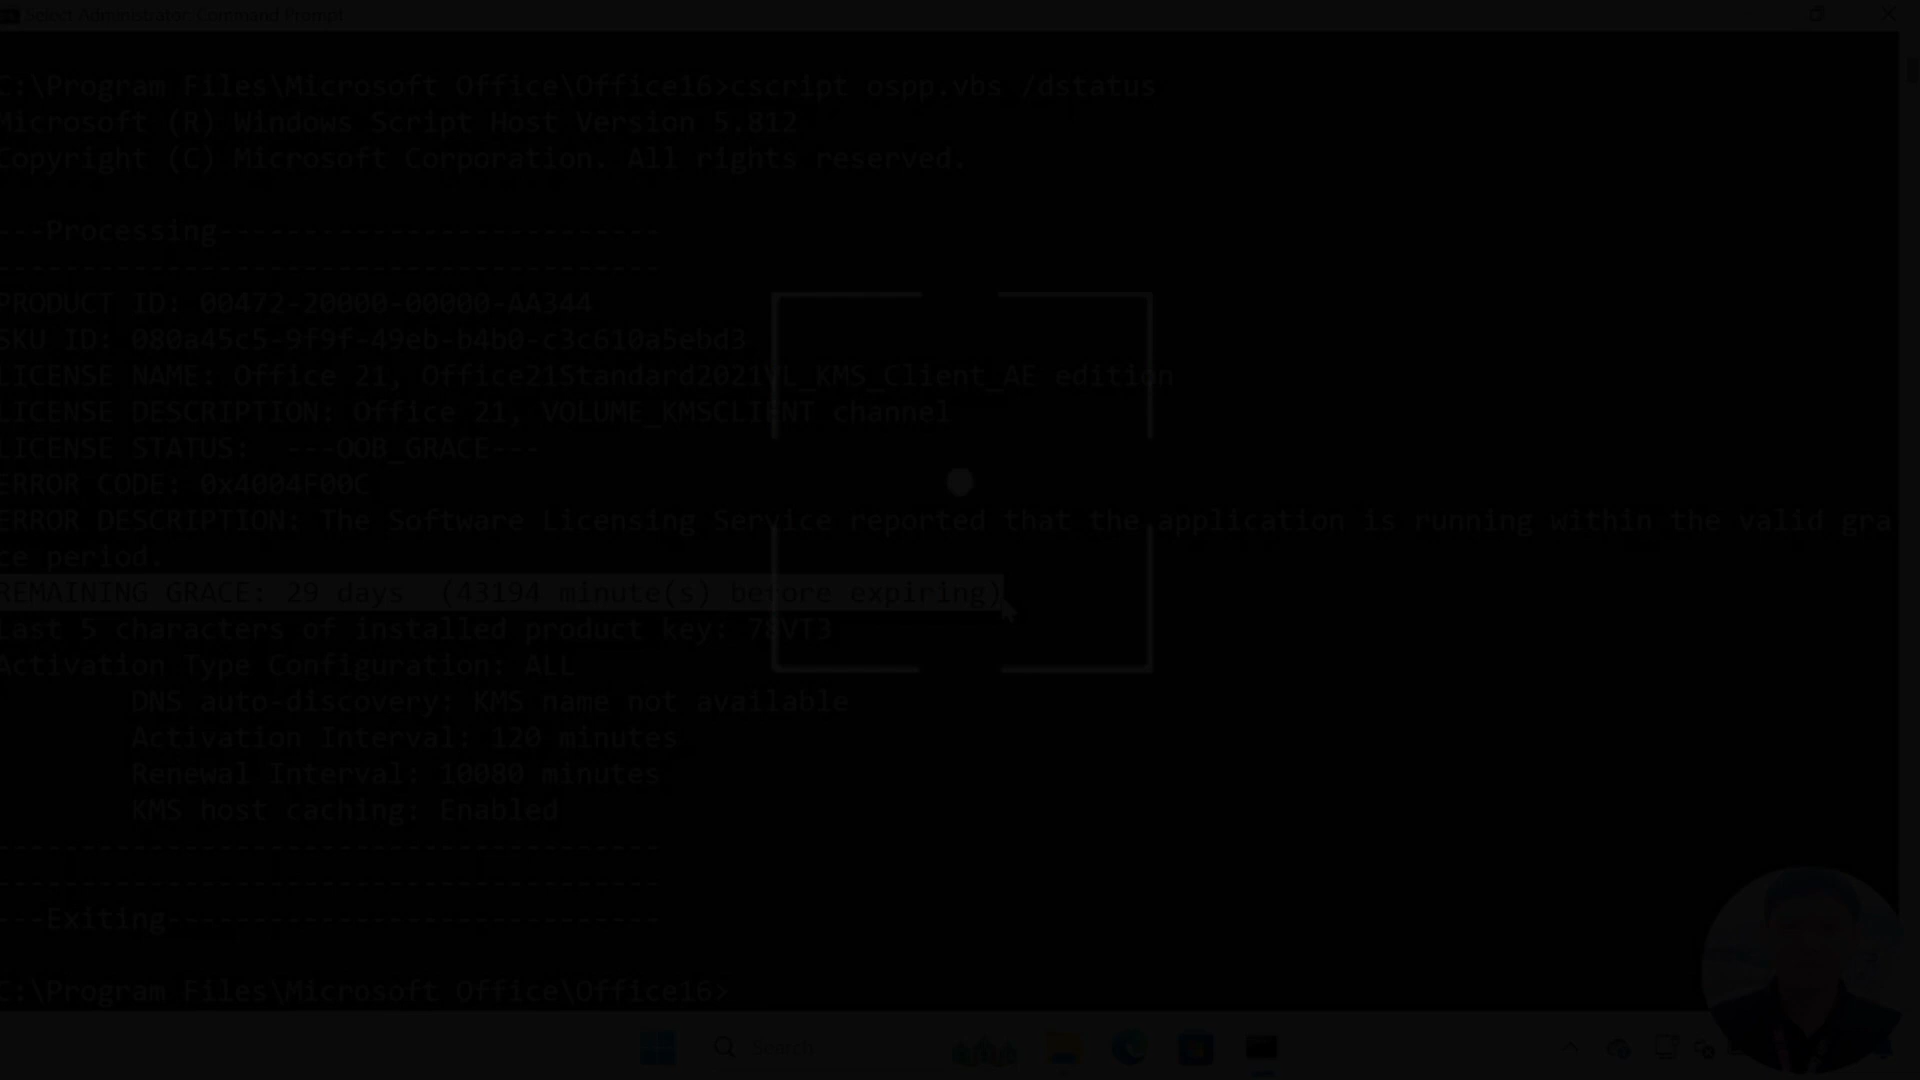 Select Administrator: Command Prompt
C:\Program Files\Microsoft Office\Office16>cscript ospp.vbs /dstatus
Microsoft (R) Windows Script Host Version 5.812
Copyright (C) Microsoft Corporation. All rights reserved.
---Processing--------------------------
---------------------------------------
PRODUCT ID: 00472-20000-00000-AA344
SKU ID: 080a45c5-9f9f-49eb-b4b0-c3c610a5ebd3
LICENSE NAME: Office 21, Office21Standard2021VL_KMS_Client_AE edition
LICENSE DESCRIPTION: Office 21, VOLUME_KMSCLIENT channel
LICENSE STATUS:  ---OOB_GRACE---
ERROR CODE: 0x4004F00C
ERROR DESCRIPTION: The Software Licensing Service reported that the application is running within the valid gra
ce period.
REMAINING GRACE: 29 days  (43194 minute(s) before expiring)
Last 5 characters of installed product key: 78VT3
Activation Type Configuration: ALL
        DNS auto-discovery: KMS name not available
        Activation Interval: 120 minutes
        Renewal Interval: 10080 minutes
        KMS host caching: Enabled
---------------------------------------
---------------------------------------
---Exiting-----------------------------
C:\Program Files\Microsoft Office\Office16>
Search